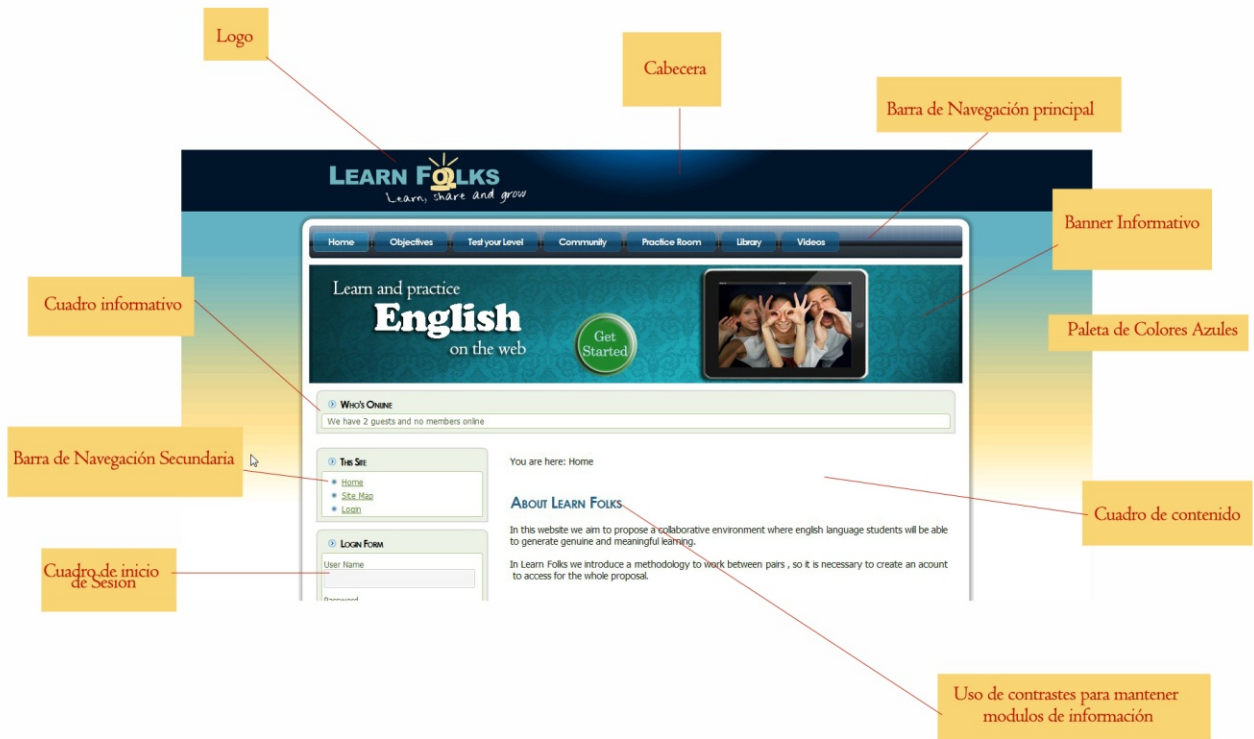 Logo
Cabecera
Barra de Navegación principal
LEARN FOLKS
Learn, share and grow
Banner Informativo
Home Objectives Test your Level Community Practice Room Library Videos
Cuadro informativo
Learn and practice
English
on the web
Get
Started
Paleta de Colores Azules
WHO'S ONLINE
We have 2 guests and no members online
Barra de Navegación Secundaria
THIS SITE
Home
Site Map
Login
You are here: Home
ABOUT LEARN FOLKS
In this website we aim to propose a collaborative environment where english language students will be able
to generate genuine and meaningful learning.
In Learn Folks we introduce a methodology to work between pairs , so it is necessary to create an acount
to access for the whole proposal.
Cuadro de contenido
LOGIN FORM
User Name
Password
Cuadro de inicio
de Sesión
Uso de contrastes para mantener
modulos de información